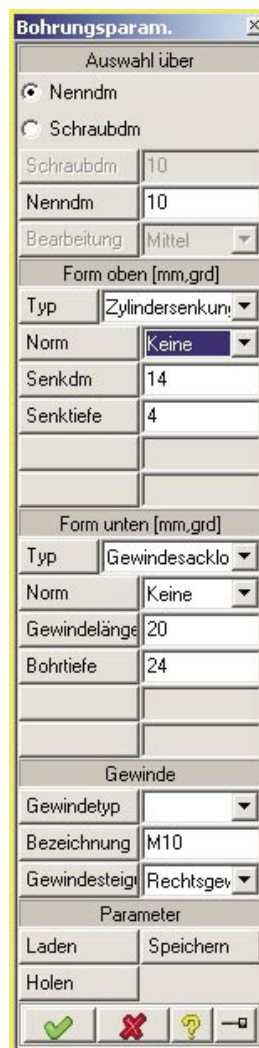 Bohrungsparam.
Auswahl über
Nenndm
Schraubdm
Schraubdm 10
Nenndm 10
Bearbeitung Mittel
Form oben [mm,grd]
Typ Zylindersenkun
Norm Keine
Senkdm 14
Senktiefe 4
Form unten [mm,grd]
Typ Gewindesacklo
Norm Keine
Gewindelänge 20
Bohrtiefe 24
Gewinde
Gewindetyp
Bezeichnung M10
Gewindesteig Rechtsgew
Parameter
Laden Speichern
Holen